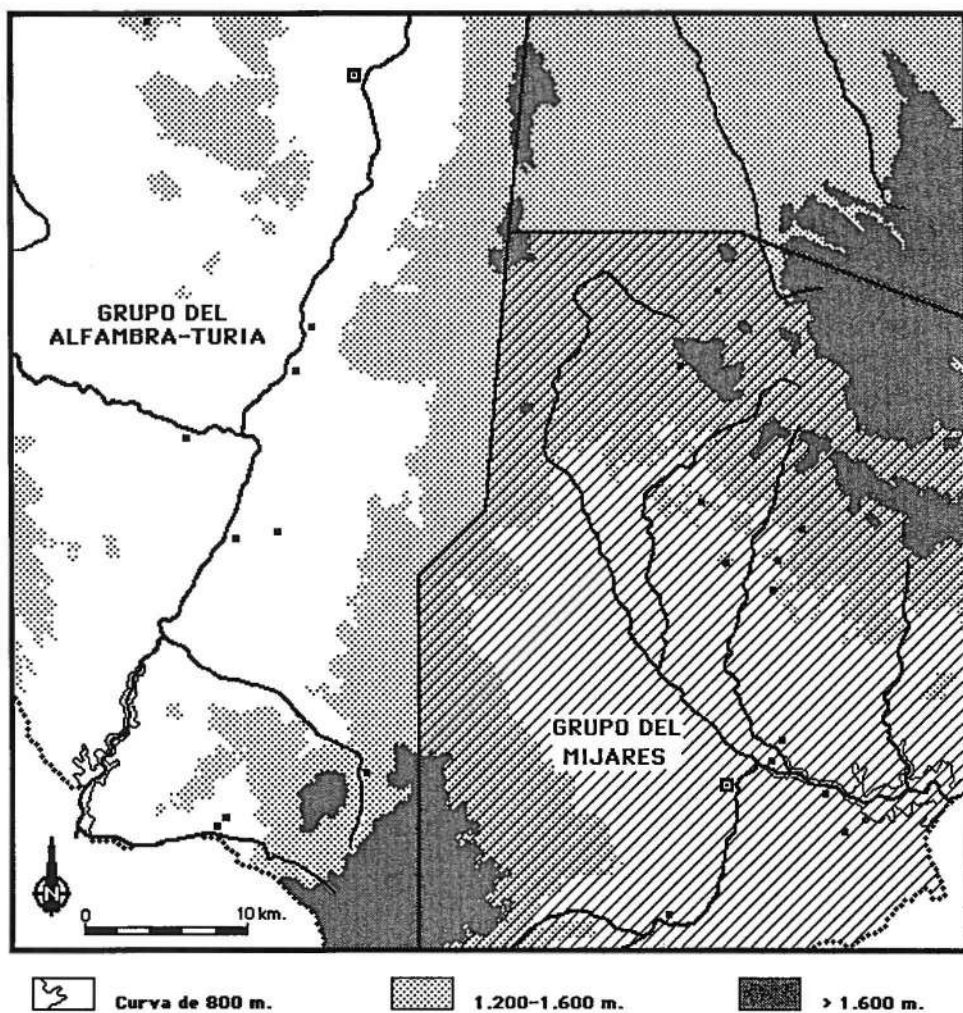 GRUPO DEL
ALFAMBRA-TURIA
GRUPO DEL
MIJARES
N
0 10 km.
Curva de 800 m.
1.200-1.600 m.
> 1.600 m.